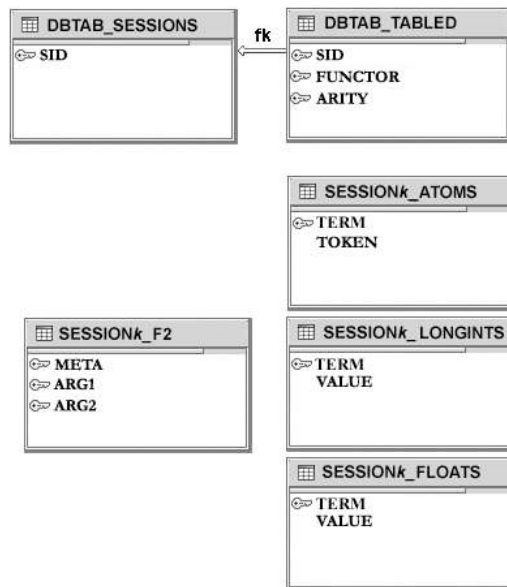 DBTAB_SESSIONS
SID
fk
DBTAB_TABLED
SID
FUNCTOR
ARITY
SESSIONk_ATOMS
TERM
TOKEN
SESSIONk_F2
META
ARG1
ARG2
SESSIONk_LONGINTS
TERM
VALUE
SESSIONk_FLOATS
TERM
VALUE